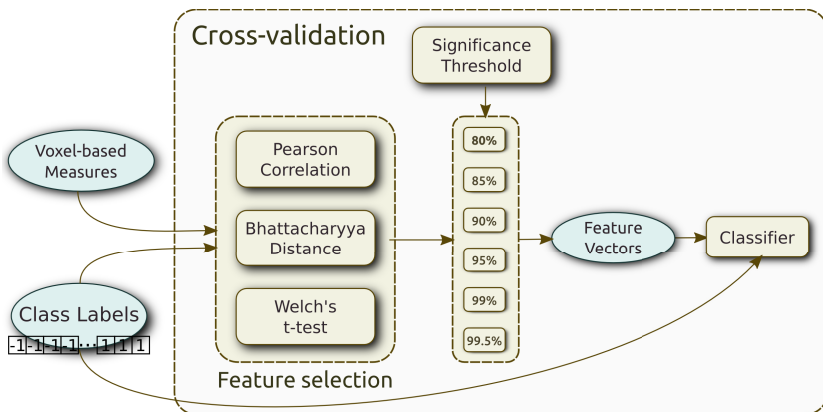 Cross-validation
Significance
Threshold
Voxel-based
Measures
Pearson
Correlation
Bhattacharyya
Distance
Welch's
t-test
Feature selection
80%
85%
90%
95%
99%
99.5%
Feature
Vectors
Classifier
Class Labels
-1 -1 -1 -1 ... 1 1 1